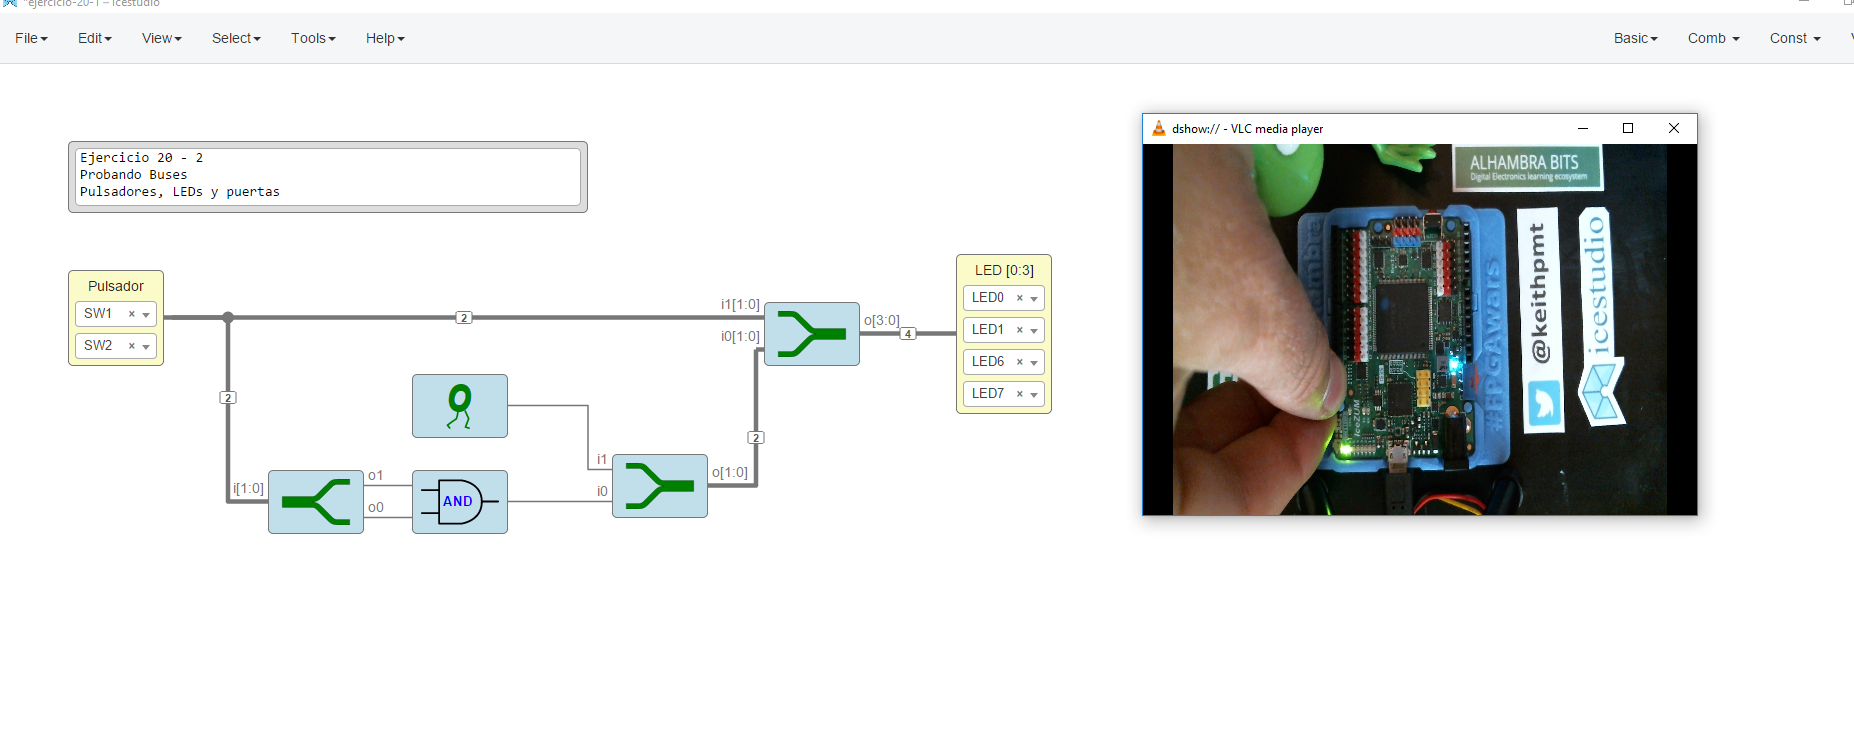 *ejercicio-20-1 – icestudio
File
Edit
View
Select
Tools
Help
Basic
Comb
Const
Ejercicio 20 - 2
Probando Buses
Pulsadores, LEDs y puertas
Pulsador
SW1
SW2
2
2
i[1:0]
o1
o0
0
AND
i1
i0
o[1:0]
2
i1[1:0]
i0[1:0]
o[3:0]
4
LED [0:3]
LED0
LED1
LED6
LED7
dshow:// - VLC media player
ALHAMBRA BITS
Digital Electronics learning ecosystem
#FPGAwars
@keithpmt
icestudio
IceZUM